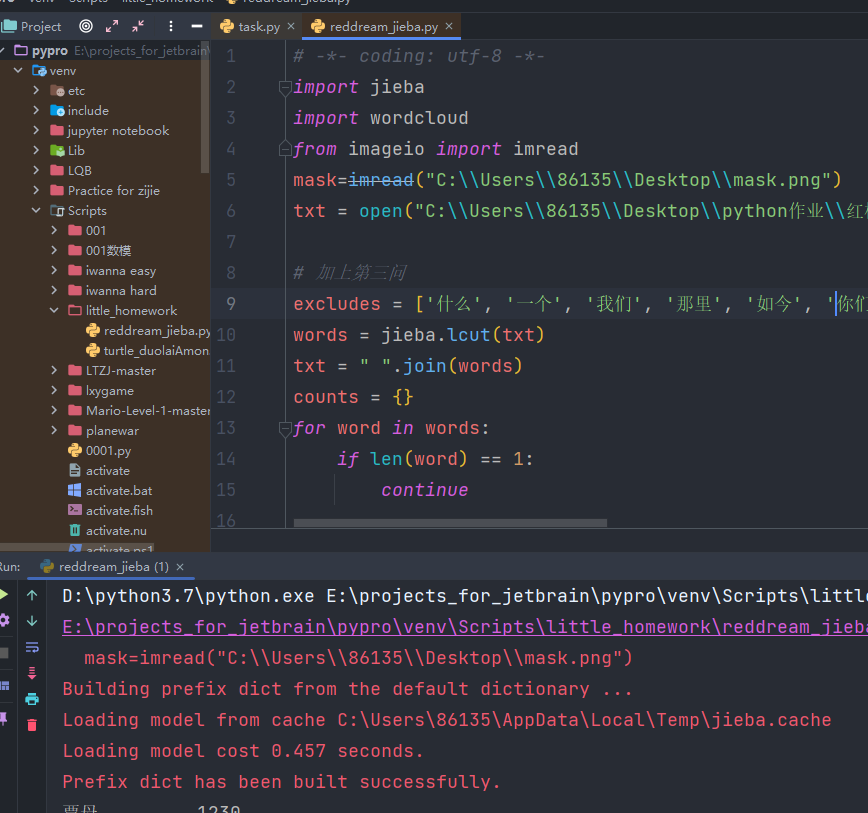 Project
task.py
reddream_jieba.py
pypro E:\projects_for_jetbrain\
venv
etc
include
jupyter notebook
Lib
LQB
Practice for zijie
Scripts
001
001数模
iwanna easy
iwanna hard
little_homework
reddream_jieba.py
turtle_duolaiAmon
LTZJ-master
lxygame
Mario-Level-1-master
planewar
0001.py
activate
activate.bat
activate.fish
activate.nu
activate.ps1
1 # -*- coding: utf-8 -*-
2 import jieba
3 import wordcloud
4 from imageio import imread
5 mask=imread("C:\\Users\\86135\\Desktop\\mask.png")
6 txt = open("C:\\Users\\86135\\Desktop\\python作业\\红
7
8 # 加上第三问
9 excludes = ['什么', '一个', '我们', '那里', '如今', '你们
10 words = jieba.lcut(txt)
11 txt = " ".join(words)
12 counts = {}
13 for word in words:
14 if len(word) == 1:
15 continue
16
Run: reddream_jieba (1)
D:\python3.7\python.exe E:\projects_for_jetbrain\pypro\venv\Scripts\little
E:\projects_for_jetbrain\pypro\venv\Scripts\little_homework\reddream_jieba
mask=imread("C:\\Users\\86135\\Desktop\\mask.png")
Building prefix dict from the default dictionary ...
Loading model from cache C:\Users\86135\AppData\Local\Temp\jieba.cache
Loading model cost 0.457 seconds.
Prefix dict has been built successfully.
贾母 1230